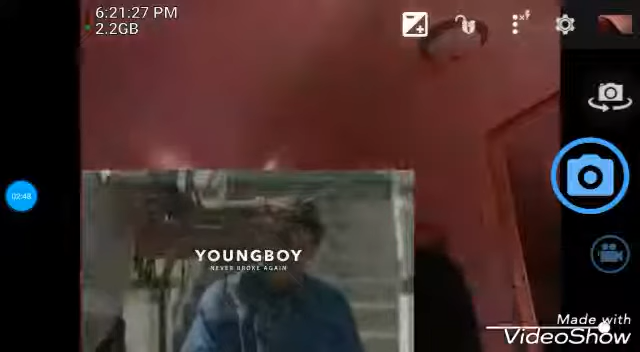 6:21:27 PM
2.2GB
02:48
YOUNGBOY
NEVER BROKE AGAIN
Made with
VideoShow